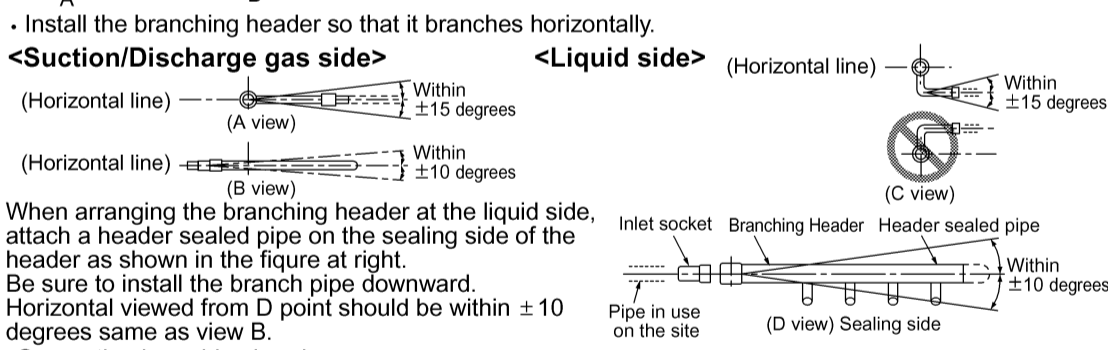 • Install the branching header so that it branches horizontally.
<Suction/Discharge gas side>
(Horizontal line)
Within
±15 degrees
(A view)
(Horizontal line)
Within
±10 degrees
(B view)
<Liquid side>
(Horizontal line)
Within
±15 degrees
(C view)
When arranging the branching header at the liquid side,
attach a header sealed pipe on the sealing side of the
header as shown in the fiqure at right.
Be sure to install the branch pipe downward.
Horizontal viewed from D point should be within ±10
degrees same as view B.
Inlet socket
Branching Header
Header sealed pipe
Within
±10 degrees
Pipe in use
on the site
(D view) Sealing side